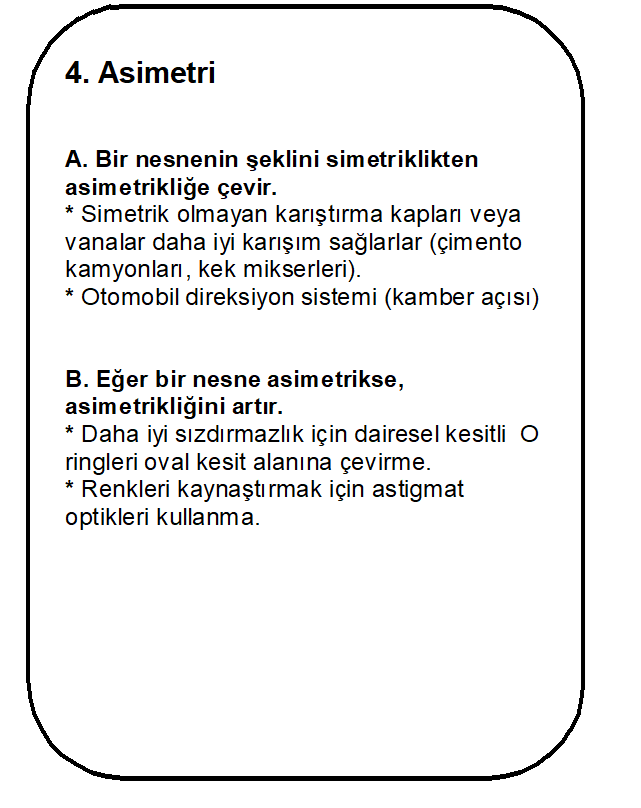 4. Asimetri
A. Bir nesnenin şeklini simetriklikten
asimetrikliğe çevir.
* Simetrik olmayan karıştırma kapları veya
vanalar daha iyi karışım sağlarlar (çimento
kamyonları, kek mikserleri).
* Otomobil direksiyon sistemi (kamber açısı)
B. Eğer bir nesne asimetrikse,
asimetrikliğini artır.
* Daha iyi sızdırmazlık için dairesel kesitli  O
ringleri oval kesit alanına çevirme.
* Renkleri kaynaştırmak için astigmat
optikleri kullanma.